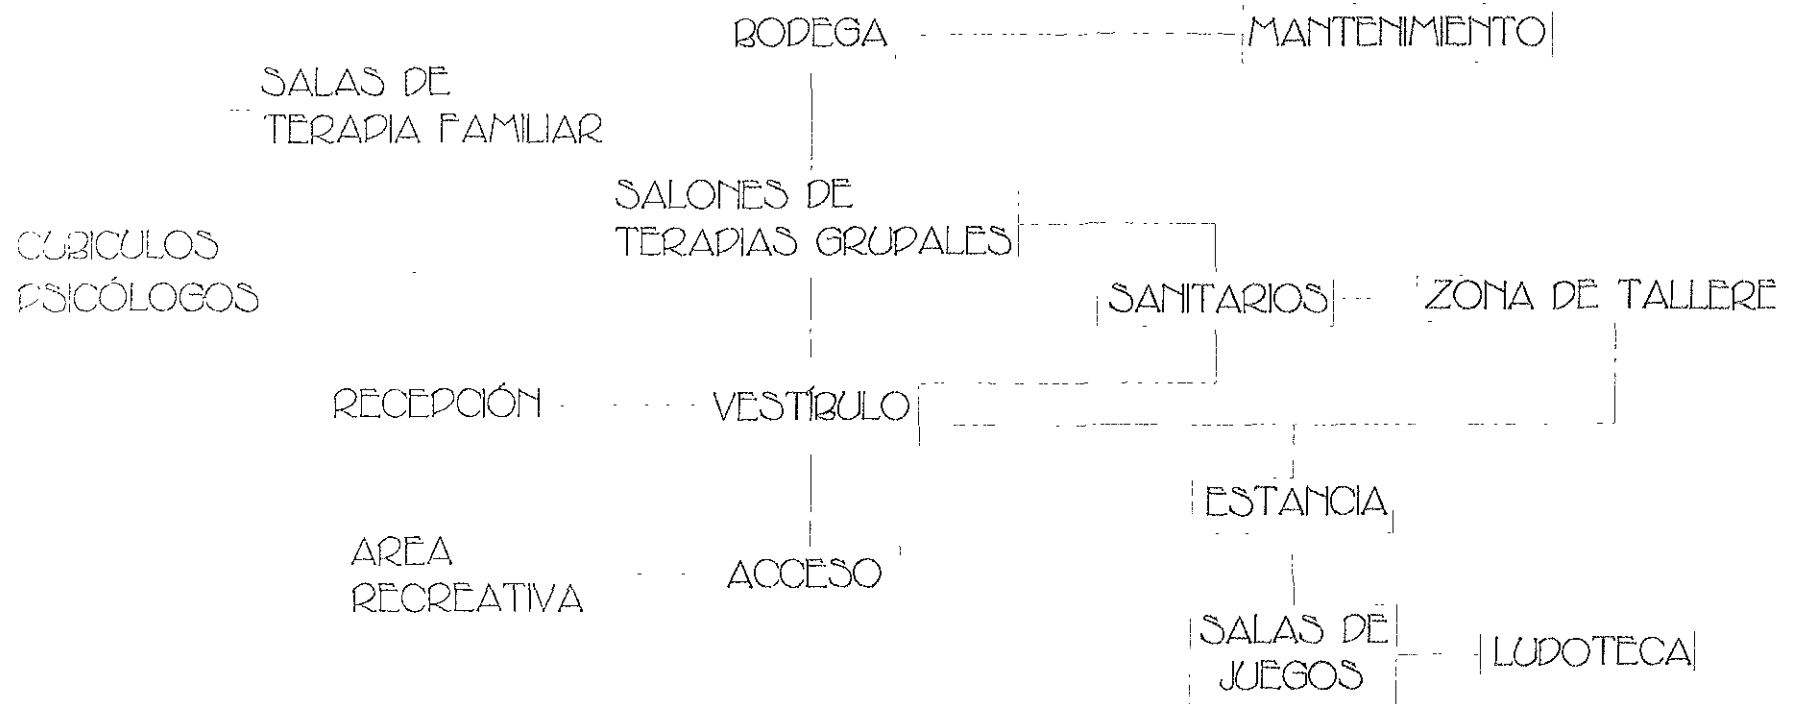 BODEGA
MANTENIMIENTO
SALAS DE
TERAPIA FAMILIAR
SALONES DE
TERAPIAS GRUPALES
CUBICULOS
PSICÓLOGOS
SANITARIOS
ZONA DE TALLERE
RECEPCIÓN
VESTÍBULO
ESTANCIA
AREA
RECREATIVA
ACCESO
SALAS DE
JUEGOS
LUDOTECA